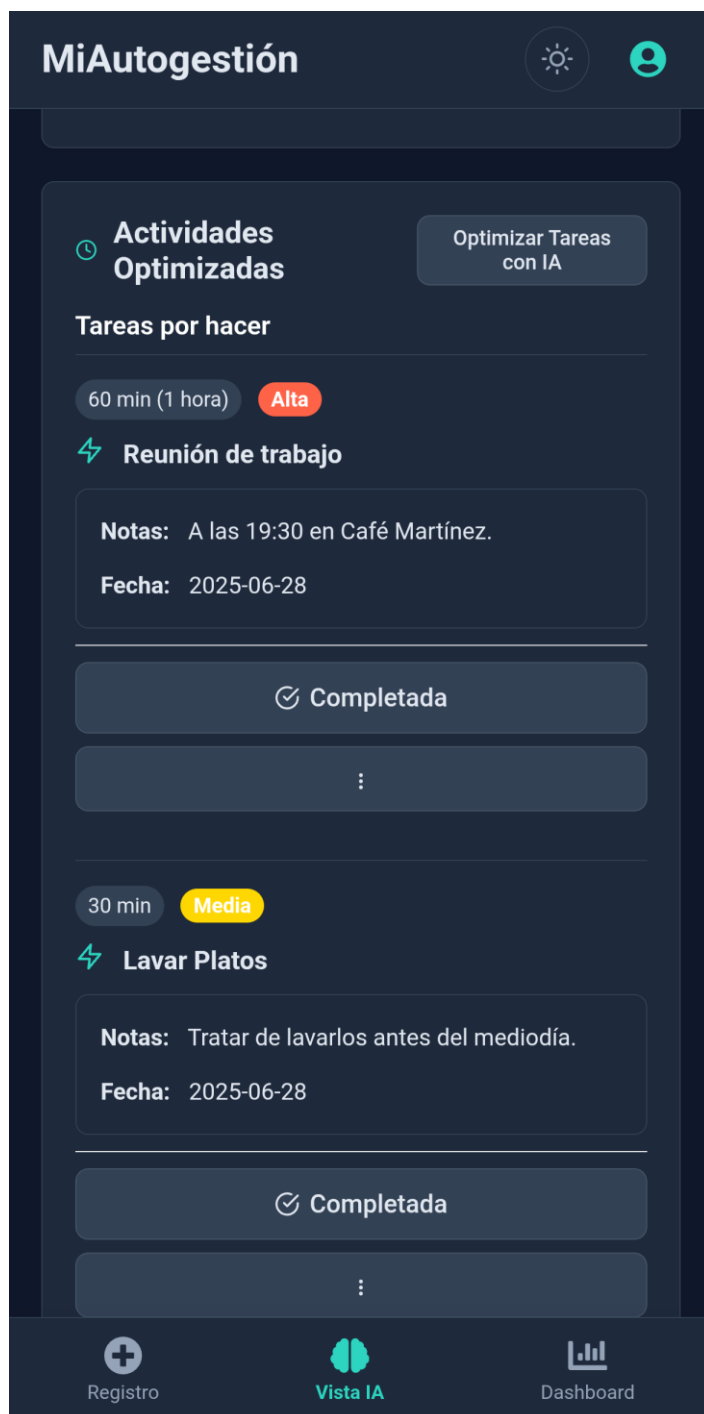 MiAutogestión
Actividades
Optimizadas
Optimizar Tareas
con IA
Tareas por hacer
60 min (1 hora)
Alta
Reunión de trabajo
Notas: A las 19:30 en Café Martínez.
Fecha: 2025-06-28
Completada
30 min
Media
Lavar Platos
Notas: Tratar de lavarlos antes del mediodía.
Fecha: 2025-06-28
Completada
Registro
Vista IA
Dashboard